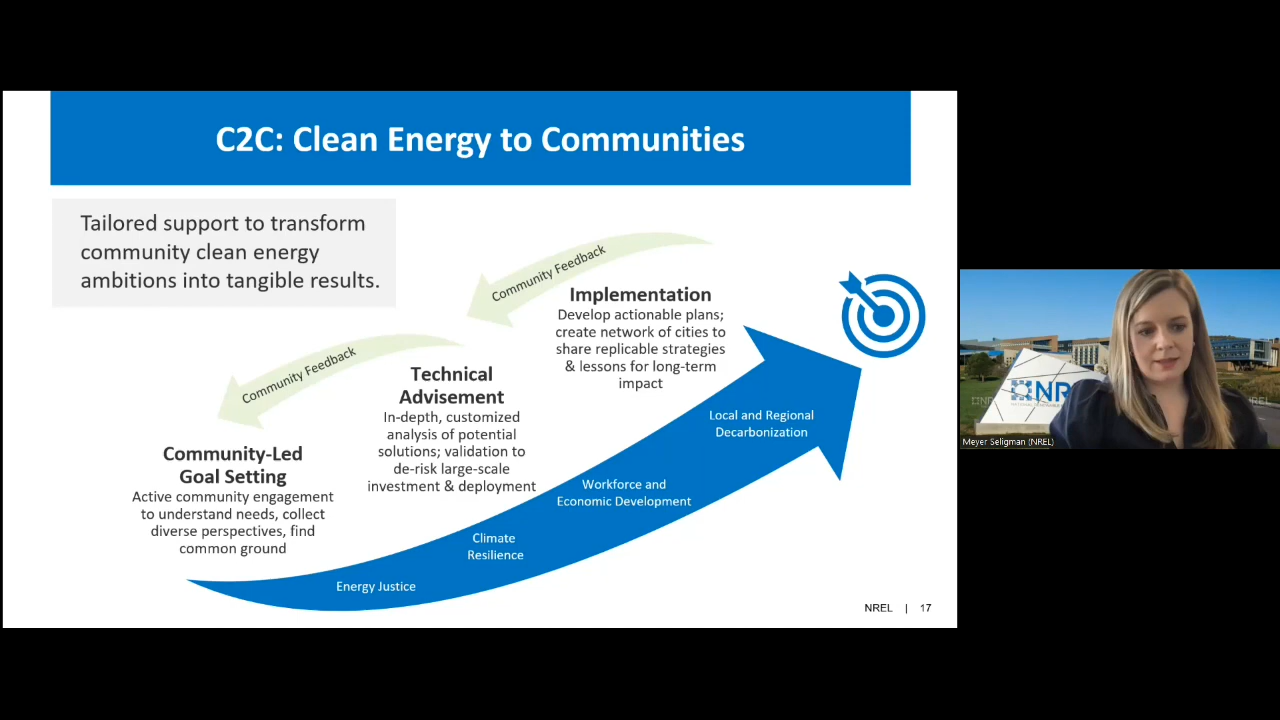 C2C: Clean Energy to Communities
Tailored support to transform
community clean energy
ambitions into tangible results.
Community Feedback
Community Feedback
Implementation
Develop actionable plans;
create network of cities to
share replicable strategies
& lessons for long-term
impact
Technical
Advisement
In-depth, customized
analysis of potential
solutions; validation to
de-risk large-scale
investment & deployment
Community-Led
Goal Setting
Active community engagement
to understand needs, collect
diverse perspectives, find
common ground
Local and Regional
Decarbonization
Workforce and
Economic Development
Climate
Resilience
Energy Justice
NREL | 17
NR
Meyer Seligman (NREL)